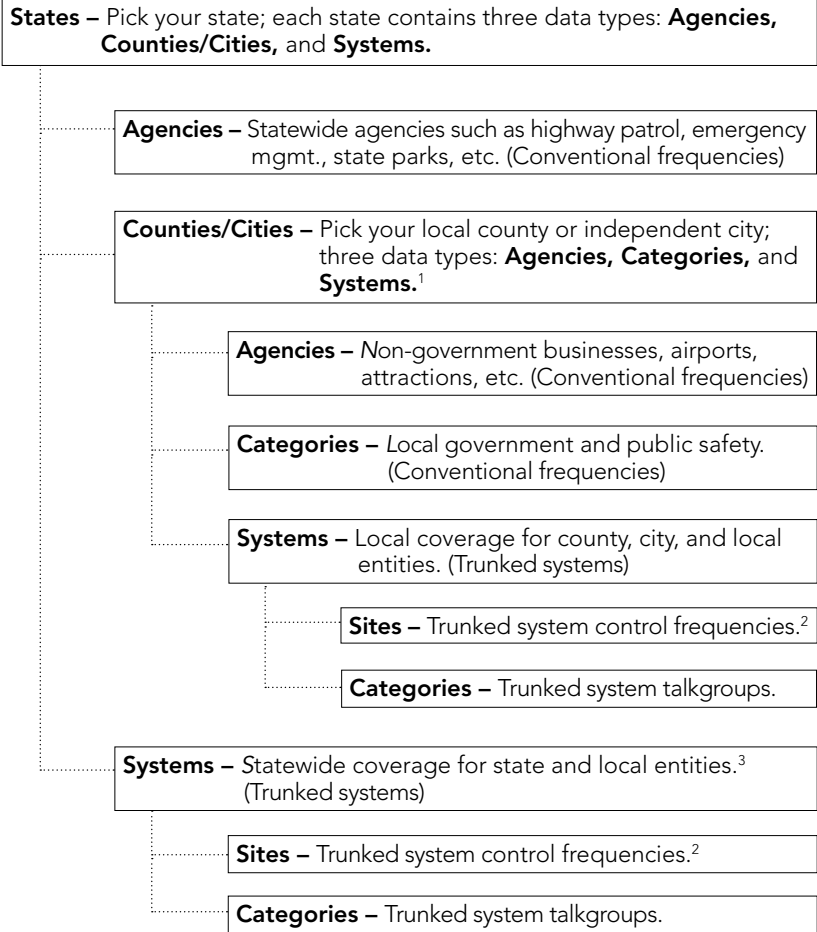 States – Pick your state; each state contains three data types: Agencies,
Counties/Cities, and Systems.
Agencies – Statewide agencies such as highway patrol, emergency
mgmt., state parks, etc. (Conventional frequencies)
Counties/Cities – Pick your local county or independent city;
three data types: Agencies, Categories, and
Systems.¹
Agencies – Non-government businesses, airports,
attractions, etc. (Conventional frequencies)
Categories – Local government and public safety.
(Conventional frequencies)
Systems – Local coverage for county, city, and local
entities. (Trunked systems)
Sites – Trunked system control frequencies.²
Categories – Trunked system talkgroups.
Systems – Statewide coverage for state and local entities.³
(Trunked systems)
Sites – Trunked system control frequencies.²
Categories – Trunked system talkgroups.